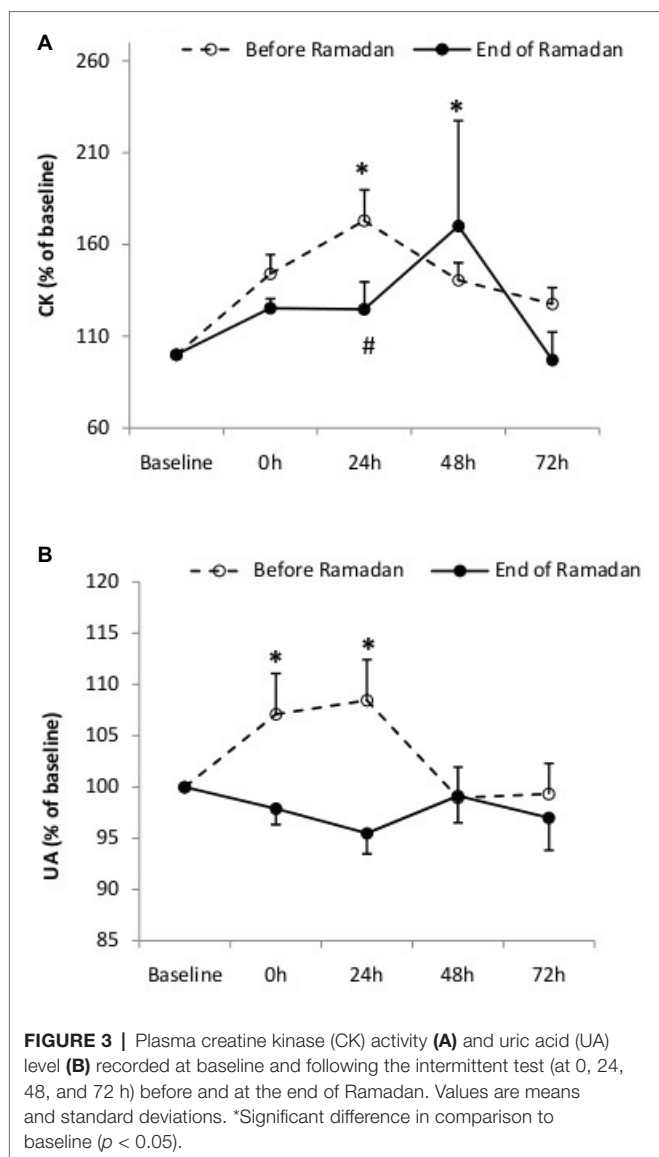 A
Before Ramadan End of Ramadan
260
210
160
110
60
CK (% of baseline)
*
*
#
Baseline 0h 24h 48h 72h
B
Before Ramadan End of Ramadan
120
115
110
105
100
95
90
85
UA (% of baseline)
* *
Baseline 0h 24h 48h 72h
FIGURE 3 | Plasma creatine kinase (CK) activity (A) and uric acid (UA)
level (B) recorded at baseline and following the intermittent test (at 0, 24,
48, and 72 h) before and at the end of Ramadan. Values are means
and standard deviations. *Significant difference in comparison to
baseline (p < 0.05).